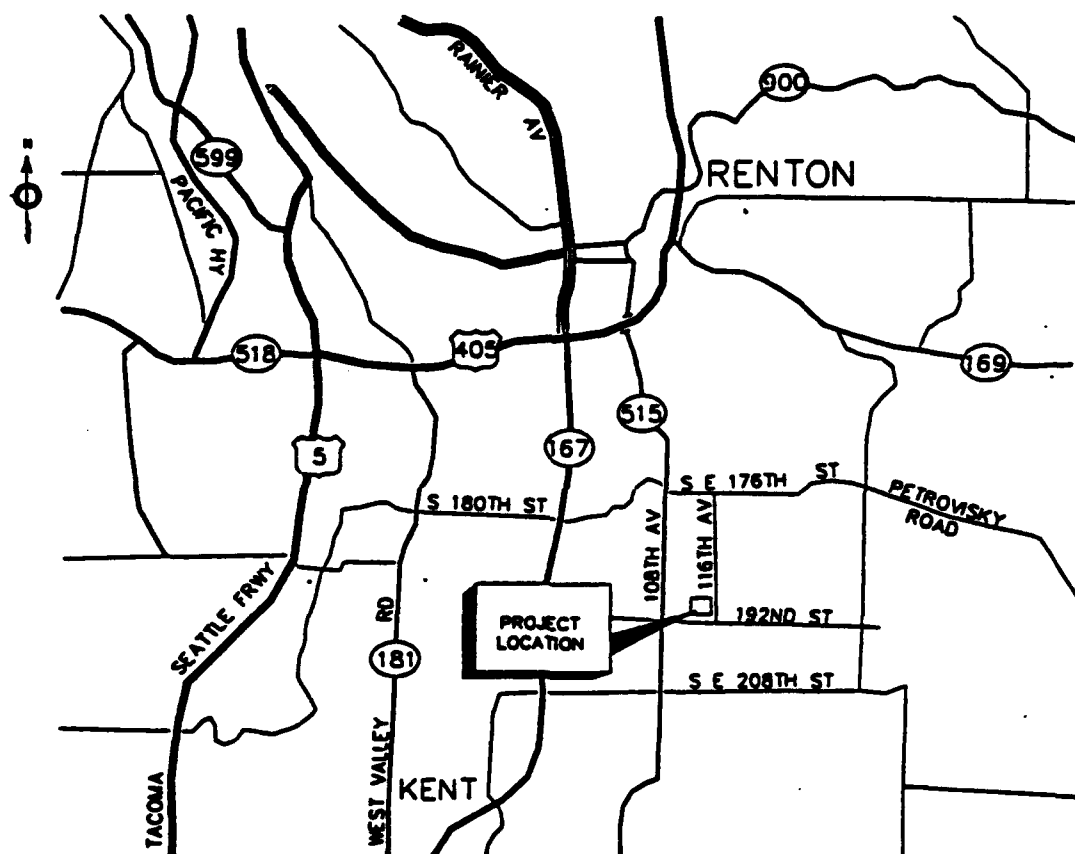 RAINIER
AV
900
N
599
RENTON
PACIFIC HY
518
405
169
515
5
167
S 180TH ST
S E 176TH ST
PETROVISKY
ROAD
108TH AV
116TH AV
SEATTLE FRWY
RD
PROJECT
LOCATION
192ND ST
181
S E 208TH ST
WEST VALLEY
KENT
TACOMA